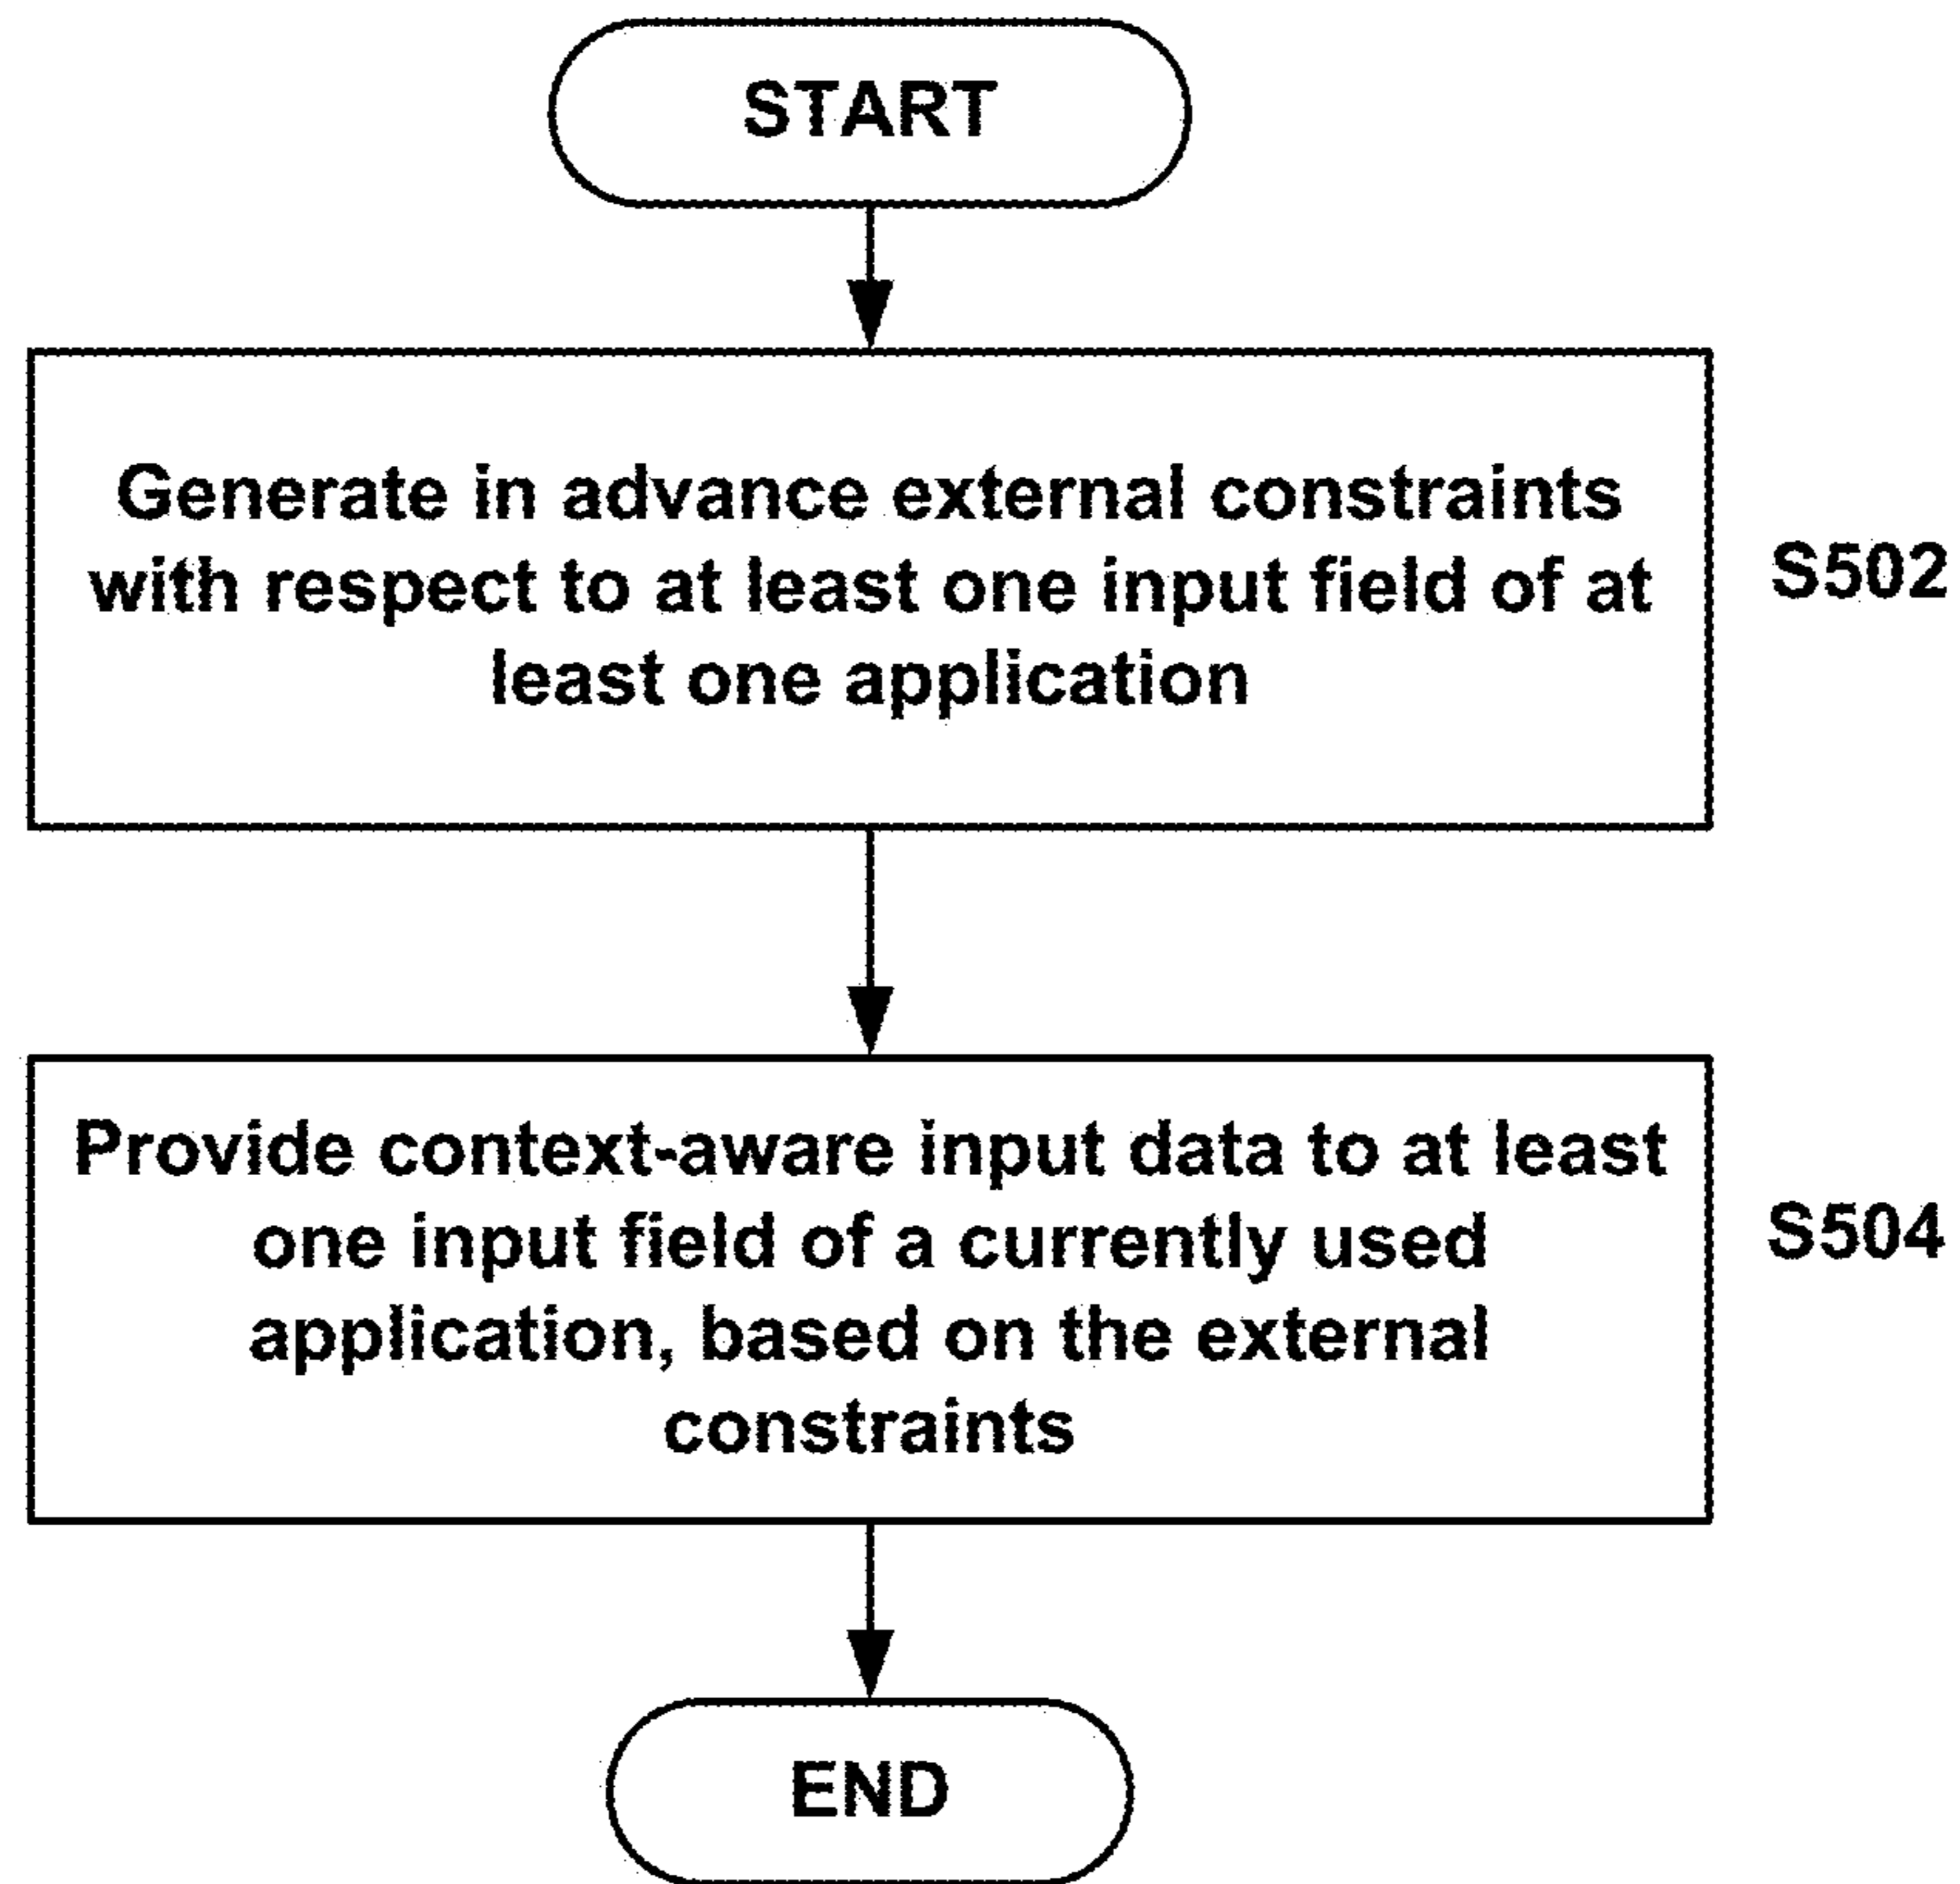 START
Generate in advance external constraints
with respect to at least one input field of at
least one application
S502
Provide context-aware input data to at least
one input field of a currently used
application, based on the external
constraints
S504
END